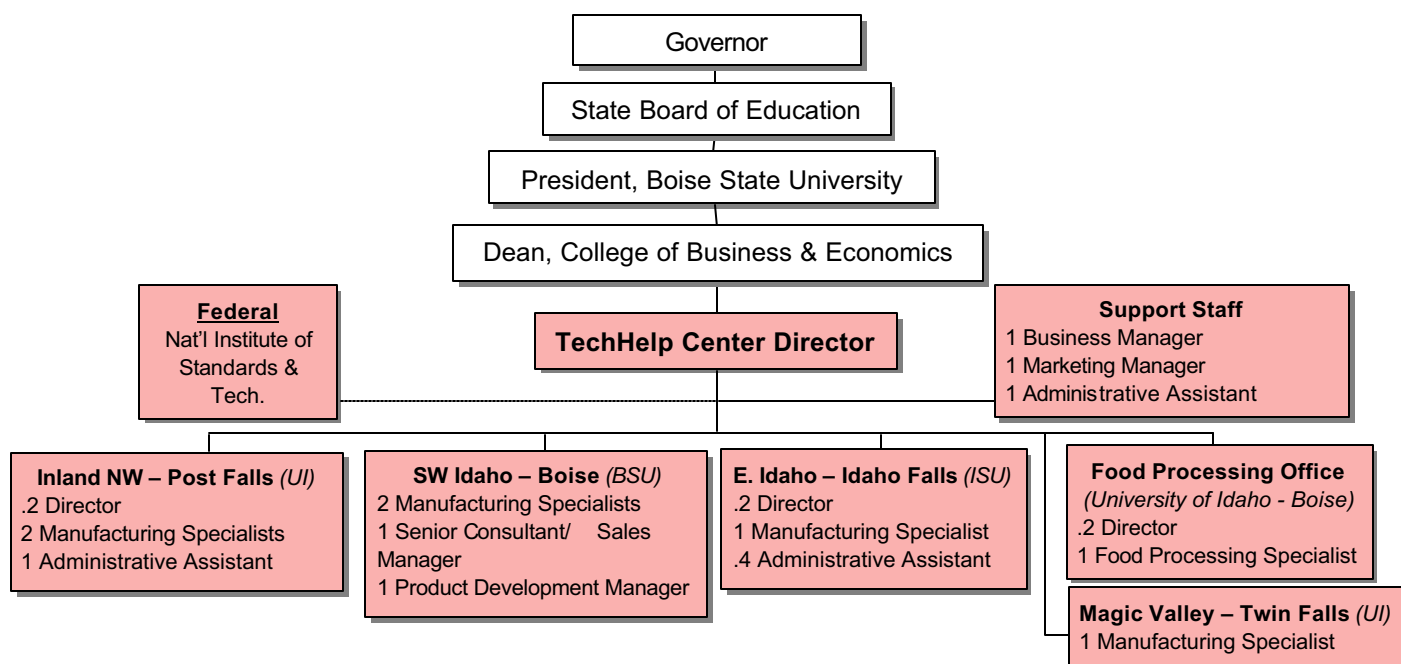 Governor
State Board of Education
President, Boise State University
Dean, College of Business & Economics
Federal
Nat'l Institute of
Standards &
Tech.
TechHelp Center Director
Support Staff
1 Business Manager
1 Marketing Manager
1 Administrative Assistant
Inland NW – Post Falls (UI)
.2 Director
2 Manufacturing Specialists
1 Administrative Assistant
SW Idaho – Boise (BSU)
2 Manufacturing Specialists
1 Senior Consultant/ Sales
Manager
1 Product Development Manager
E. Idaho – Idaho Falls (ISU)
.2 Director
1 Manufacturing Specialist
.4 Administrative Assistant
Food Processing Office
(University of Idaho - Boise)
.2 Director
1 Food Processing Specialist
Magic Valley – Twin Falls (UI)
1 Manufacturing Specialist